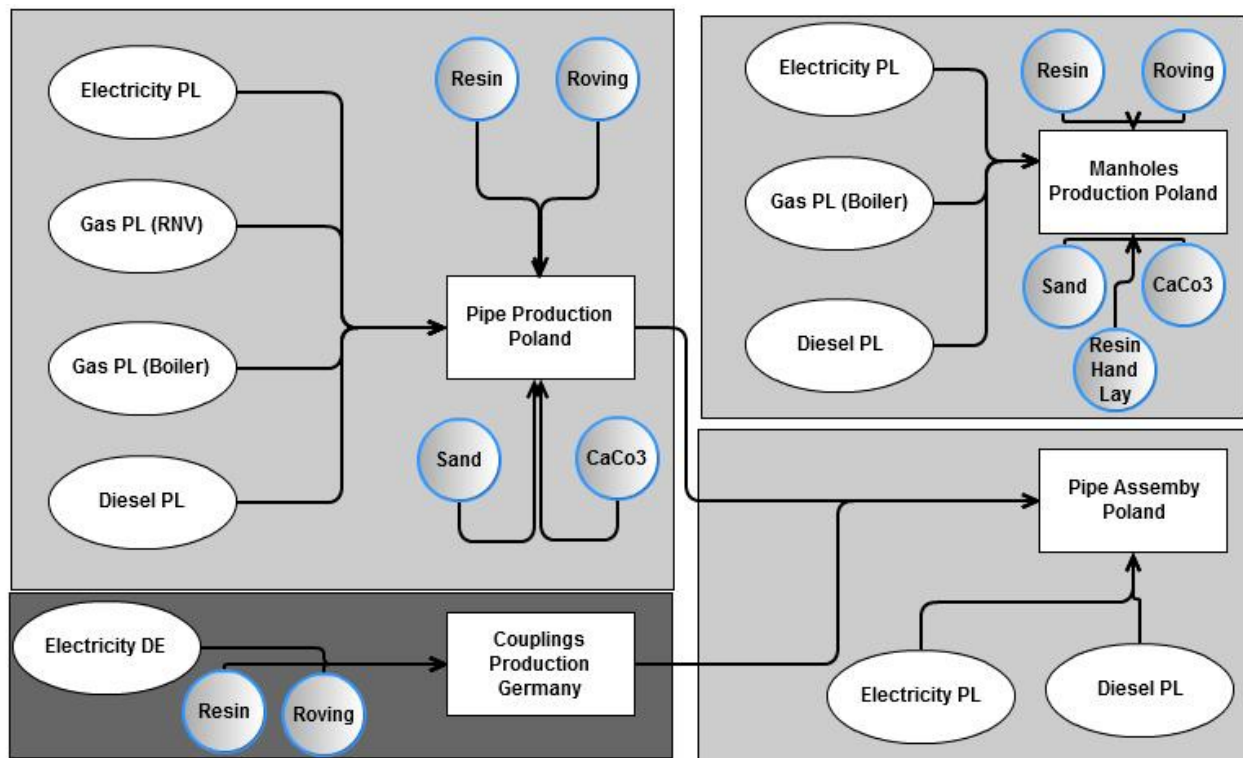 Electricity PL
Gas PL (RNV)
Gas PL (Boiler)
Diesel PL
Resin
Roving
Pipe Production
Poland
Sand
CaCo3
Electricity PL
Gas PL (Boiler)
Diesel PL
Resin
Roving
Manholes
Production Poland
Sand
CaCo3
Resin
Hand
Lay
Electricity DE
Resin
Roving
Couplings
Production
Germany
Pipe Assemby
Poland
Electricity PL
Diesel PL